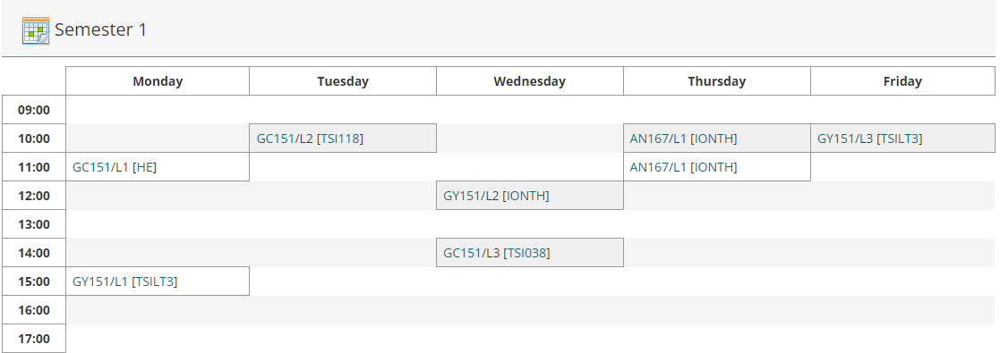 Semester 1
Monday Tuesday Wednesday Thursday Friday
09:00
10:00 GC151/L2 [TSI118] AN167/L1 [IONTH] GY151/L3 [TSILT3]
11:00 GC151/L1 [HE] AN167/L1 [IONTH]
12:00 GY151/L2 [IONTH]
13:00
14:00 GC151/L3 [TSI038]
15:00 GY151/L1 [TSILT3]
16:00
17:00